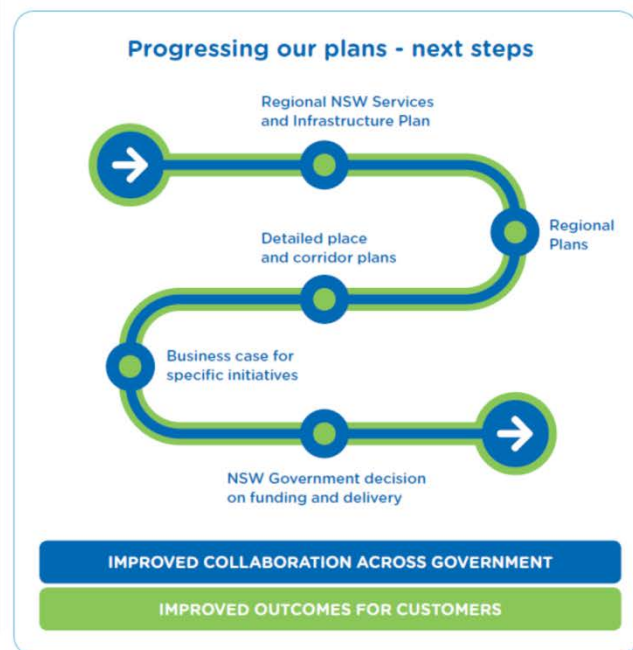 Progressing our plans - next steps
Regional NSW Services
and Infrastructure Plan
Regional
Plans
Detailed place
and corridor plans
Business case for
specific initiatives
NSW Government decision
on funding and delivery
IMPROVED COLLABORATION ACROSS GOVERNMENT
IMPROVED OUTCOMES FOR CUSTOMERS